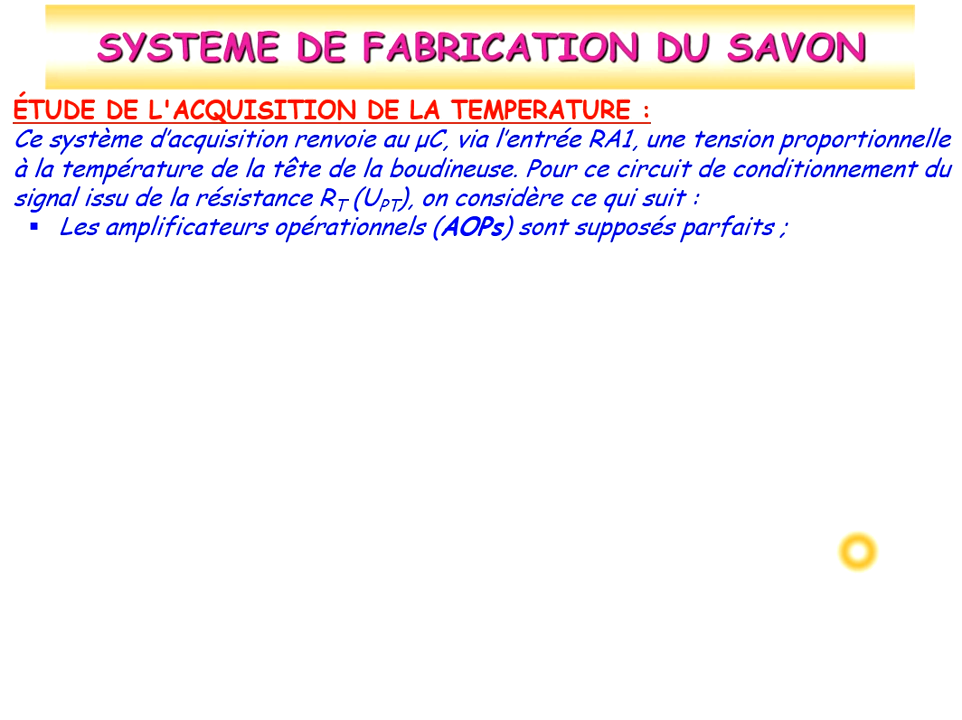 SYSTEME DE FABRICATION DU SAVON
ÉTUDE DE L'ACQUISITION DE LA TEMPERATURE :
Ce système d’acquisition renvoie au µC, via l’entrée RA1, une tension proportionnelle
à la température de la tête de la boudineuse. Pour ce circuit de conditionnement du
signal issu de la résistance RT (UPT), on considère ce qui suit :
▪ Les amplificateurs opérationnels (AOPs) sont supposés parfaits ;